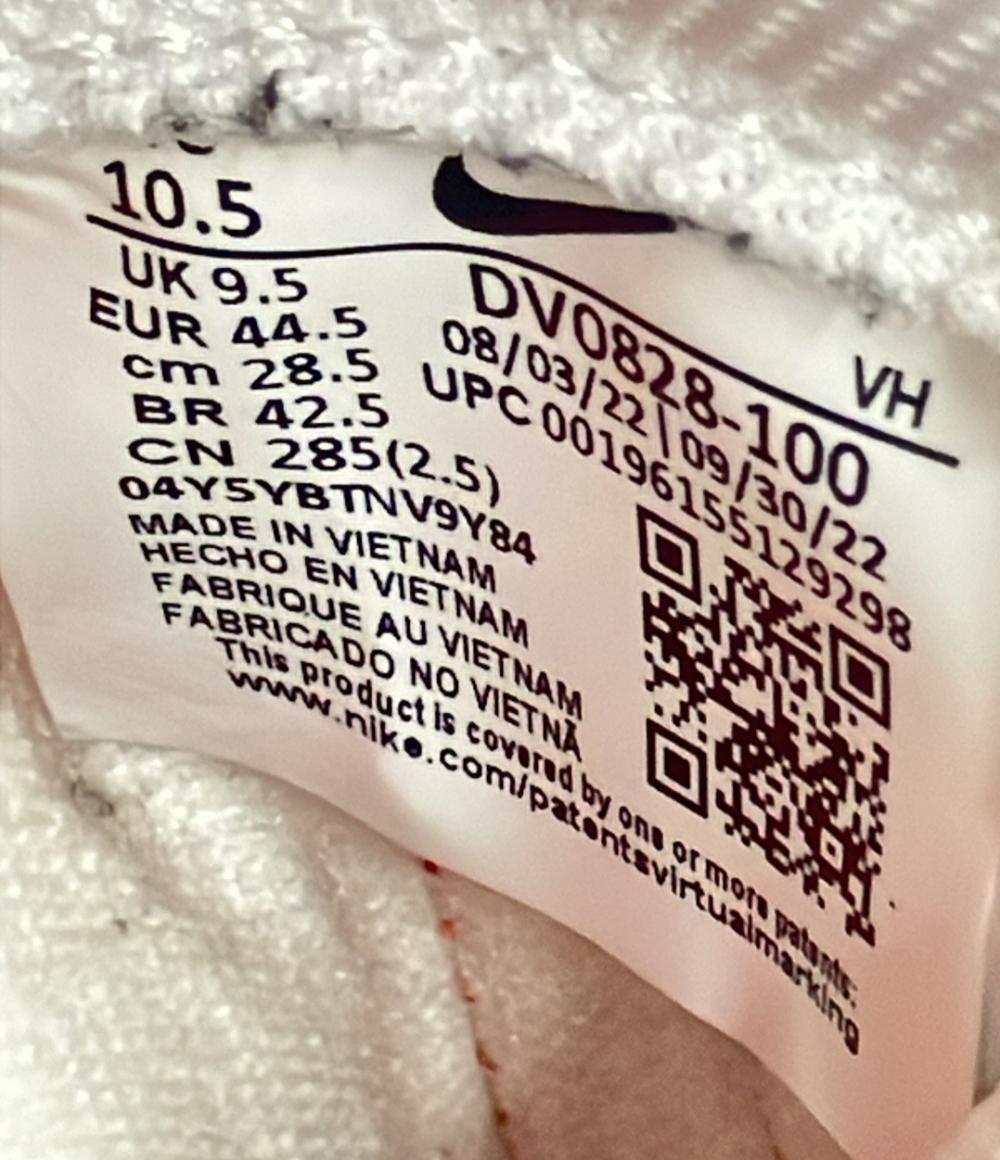 10.5
VH
UK 9.5
EUR 44.5
cm 28.5
BR 42.5
CN 285(2.5)
04Y5YBTNV9Y84
MADE IN VIETNAM
HECHO EN VIETNAM
FABRIQUE AU VIETNAM
FABRICADO NO VIETNÃ
DV0828-100
08/03/22|09/30/22
UPC 00196155129298
This product is covered by one or more patents:
www.nike.com/patentsvirtualmarking